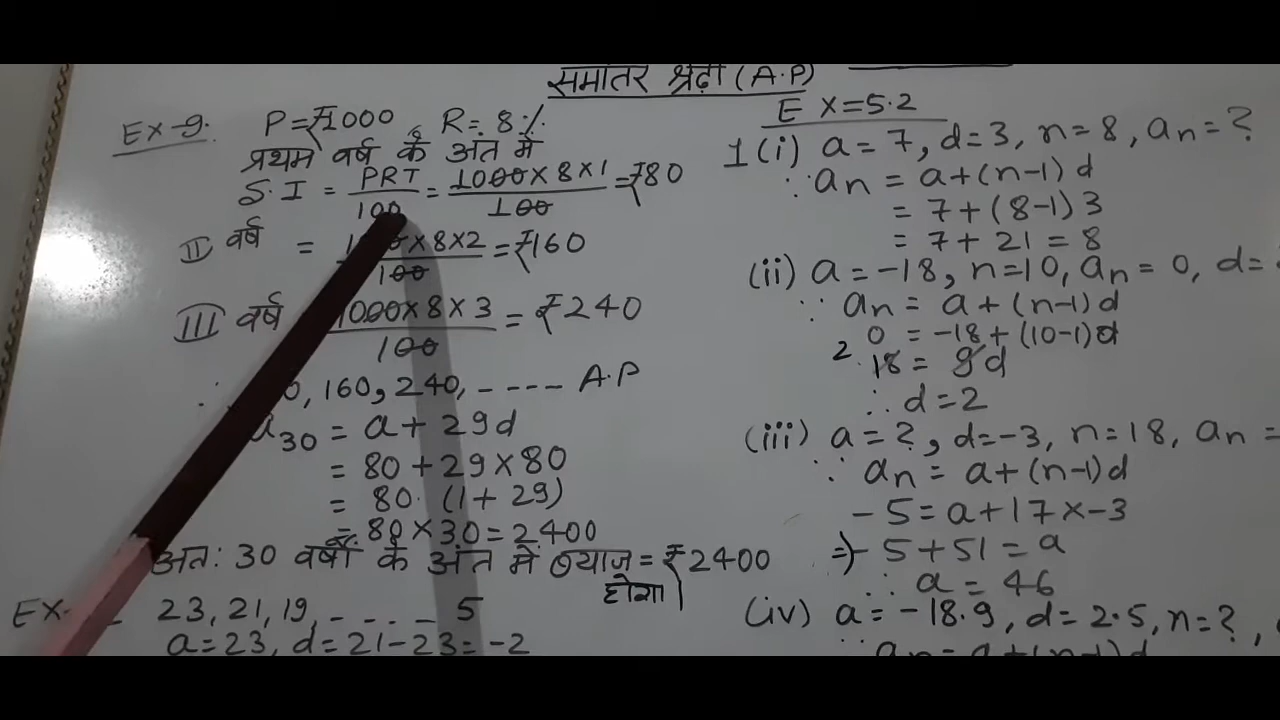 समांतर श्रेढ़ी (A.P)
EX-9. P=₹1000, R=8%
प्रथम वर्ष के अंत में
S.I = PRT/100 = 1000×8×1/100 = ₹80
II वर्ष = 1000×8×2/100 = ₹160
III वर्ष 1000×8×3/100 = ₹240
160, 240, ---- A.P
a30 = a+29d
= 80+29×80
= 80 (1+29)
= 80×30=2400
अत: 30 वर्षों के अंत में ब्याज = ₹2400
होगा
EX- 23, 21, 19, ---- 5
a=23, d=21-23=-2
EX=5.2
1(i) a=7, d=3, n=8, an=?
∵ an = a+(n-1)d
= 7+(8-1)3
= 7+21=8
(ii) a=-18, n=10, an=0, d=
∵ an = a+(n-1)d
0 = -18+(10-1)d
2 18 = 9d
∴ d=2
(iii) a=?, d=-3, n=18, an=
∵ an = a+(n-1)d
-5=a+17×-3
⇒ -5+51=a
∴ a=46
(iv) a=-18.9, d=2.5, n=?,
an=a+(n-1)d